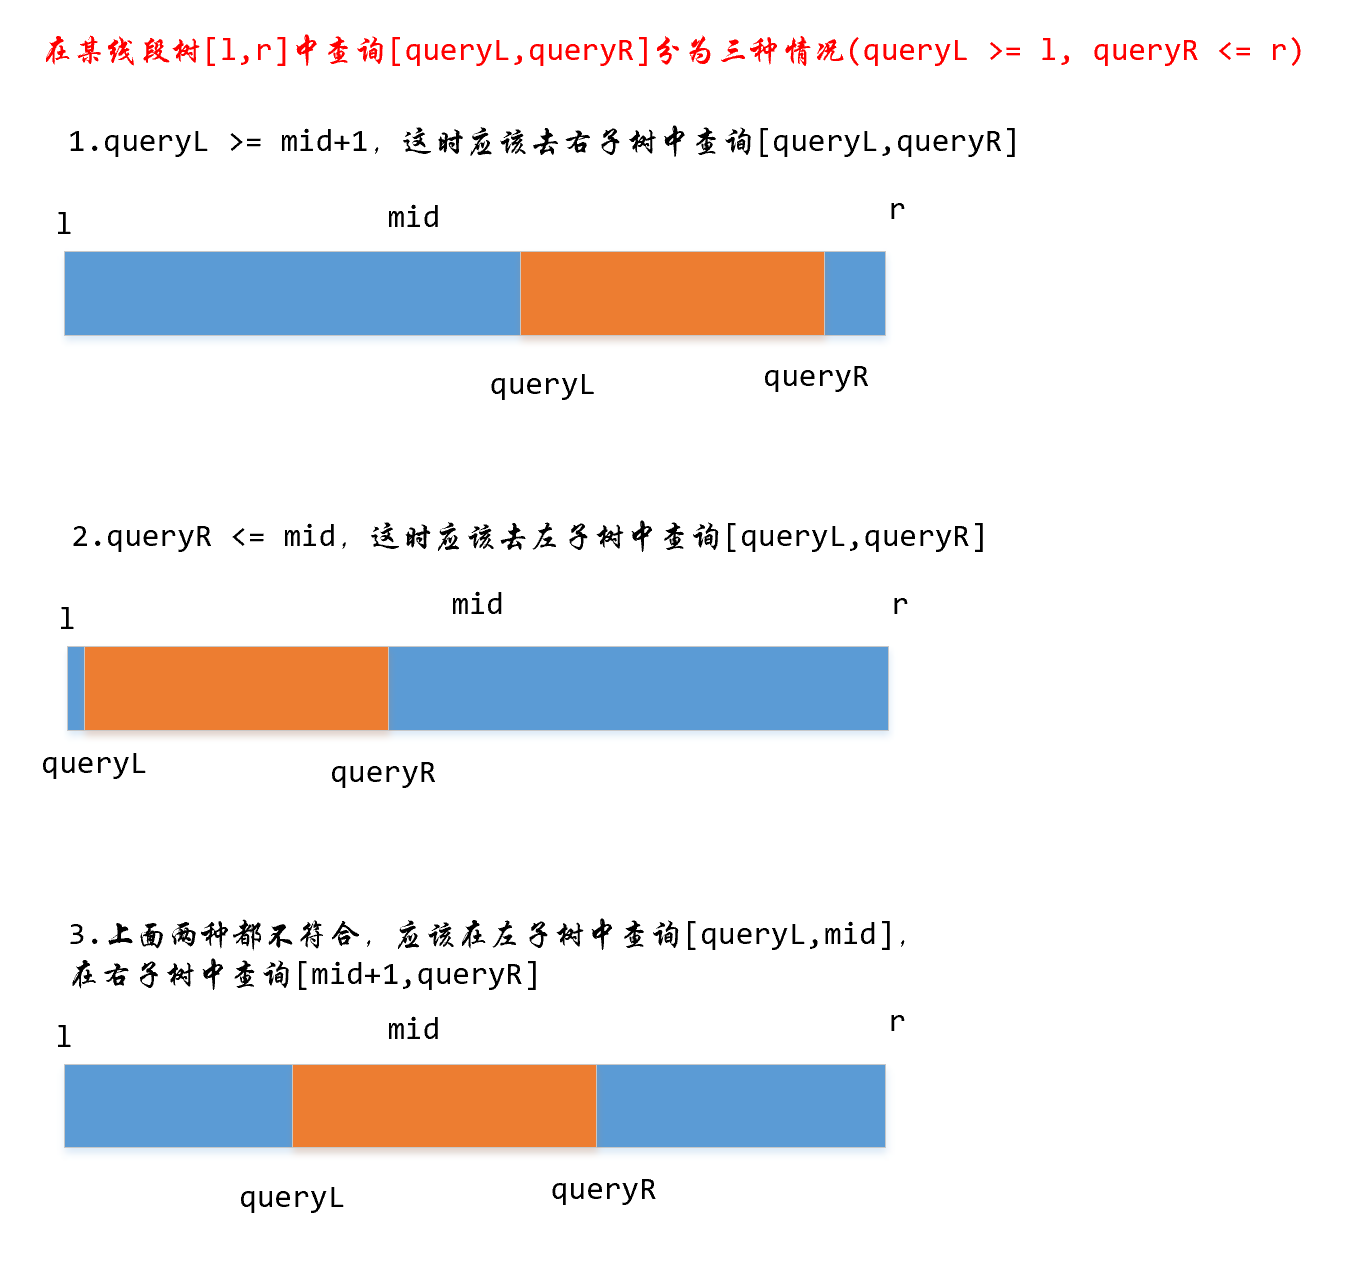 在某线段树[l,r]中查询[queryL,queryR]分为三种情况(queryL >= l, queryR <= r)
1.queryL >= mid+1，这时应该去右子树中查询[queryL,queryR]
l mid r
queryL queryR
2.queryR <= mid，这时应该去左子树中查询[queryL,queryR]
l mid r
queryL queryR
3.上面两种都不符合，应该在左子树中查询[queryL,mid]，
在右子树中查询[mid+1,queryR]
l mid r
queryL queryR